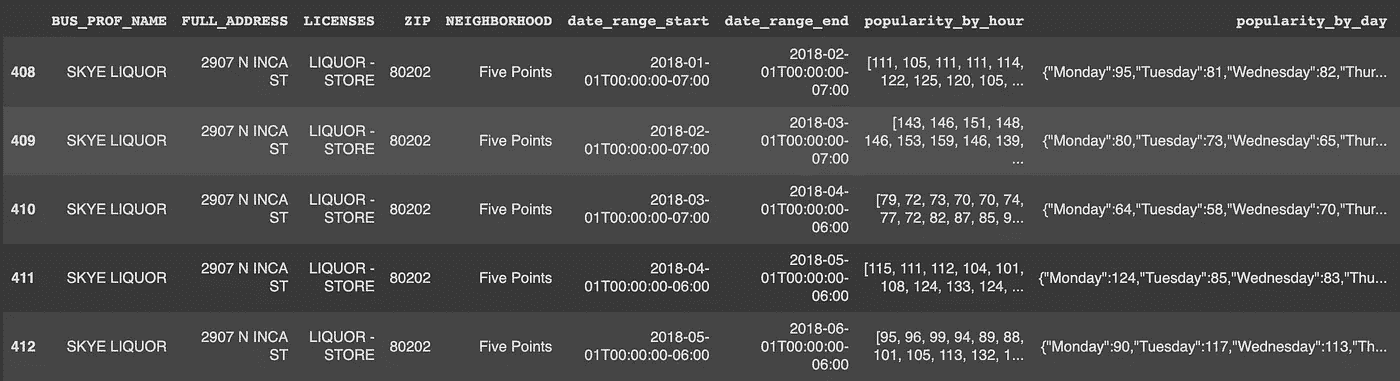 BUS_PROF_NAME FULL_ADDRESS LICENSES ZIP NEIGHBORHOOD date_range_start date_range_end popularity_by_hour popularity_by_day
408 SKYE LIQUOR 2907 N INCA ST LIQUOR - STORE 80202 Five Points 2018-01-01T00:00:00-07:00 2018-02-01T00:00:00-07:00 [111, 105, 111, 111, 114, 122, 125, 120, 105, ... {"Monday":95,"Tuesday":81,"Wednesday":82,"Thur...
409 SKYE LIQUOR 2907 N INCA ST LIQUOR - STORE 80202 Five Points 2018-02-01T00:00:00-07:00 2018-03-01T00:00:00-07:00 [143, 146, 151, 148, 146, 153, 159, 146, 139, ... {"Monday":80,"Tuesday":73,"Wednesday":65,"Thur...
410 SKYE LIQUOR 2907 N INCA ST LIQUOR - STORE 80202 Five Points 2018-03-01T00:00:00-07:00 2018-04-01T00:00:00-06:00 [79, 72, 73, 70, 70, 74, 77, 72, 82, 87, 85, 9... {"Monday":64,"Tuesday":58,"Wednesday":70,"Thur...
411 SKYE LIQUOR 2907 N INCA ST LIQUOR - STORE 80202 Five Points 2018-04-01T00:00:00-06:00 2018-05-01T00:00:00-06:00 [115, 111, 112, 104, 101, 108, 124, 133, 124, ... {"Monday":124,"Tuesday":85,"Wednesday":83,"Thu...
412 SKYE LIQUOR 2907 N INCA ST LIQUOR - STORE 80202 Five Points 2018-05-01T00:00:00-06:00 2018-06-01T00:00:00-06:00 [95, 96, 99, 94, 89, 88, 101, 105, 113, 132, 1... {"Monday":90,"Tuesday":117,"Wednesday":113,"Th...